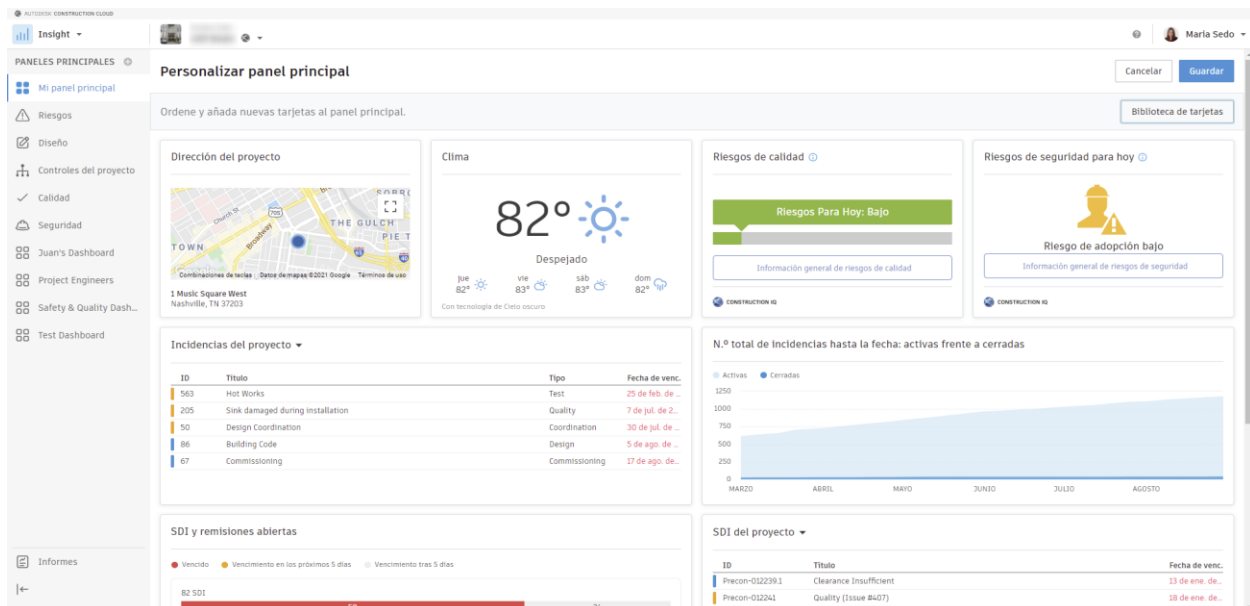 AUTODESK CONSTRUCTION CLOUD
Insight
María Sedo
PANELES PRINCIPALES
Mi panel principal
Riesgos
Diseño
Controles del proyecto
Calidad
Seguridad
Juan's Dashboard
Project Engineers
Safety & Quality Dash...
Test Dashboard
Informes
Personalizar panel principal
Cancelar
Guardar
Ordene y añada nuevas tarjetas al panel principal.
Biblioteca de tarjetas
Dirección del proyecto
Church St
Broadway
THE GULCH
PIE T
TOWN
Google
Combinaciones de teclas
Datos de mapas ©2021 Google
Términos de uso
1 Music Square West
Nashville, TN 37203
Clima
82°
Despejado
jue vie sáb dom
82° 83° 83° 82°
Con tecnología de Cielo oscuro
Riesgos de calidad
Riesgos Para Hoy: Bajo
Información general de riesgos de calidad
CONSTRUCTION IQ
Riesgos de seguridad para hoy
Riesgo de adopción bajo
Información general de riesgos de seguridad
CONSTRUCTION IQ
Incidencias del proyecto
ID Título Tipo Fecha de venc.
563 Hot Works Test 25 de feb. de ...
205 Sink damaged during installation Quality 7 de jul. de 2...
50 Design Coordination Coordination 30 de jul. de ...
86 Building Code Design 5 de ago. de ...
67 Commissioning Commissioning 17 de ago. de...
N.º total de incidencias hasta la fecha: activas frente a cerradas
Activas Cerradas
1250
1000
750
500
250
0
MARZO ABRIL MAYO JUNIO JULIO AGOSTO
SDI y remisiones abiertas
Vencido Vencimiento en los próximos 5 días Vencimiento tras 5 días
82 SDI
SDI del proyecto
ID Título Fecha de venc.
Precon-012239.1 Clearance Insufficient 13 de ene. de...
Precon-012241 Quality (Issue #407) 18 de ene. de...